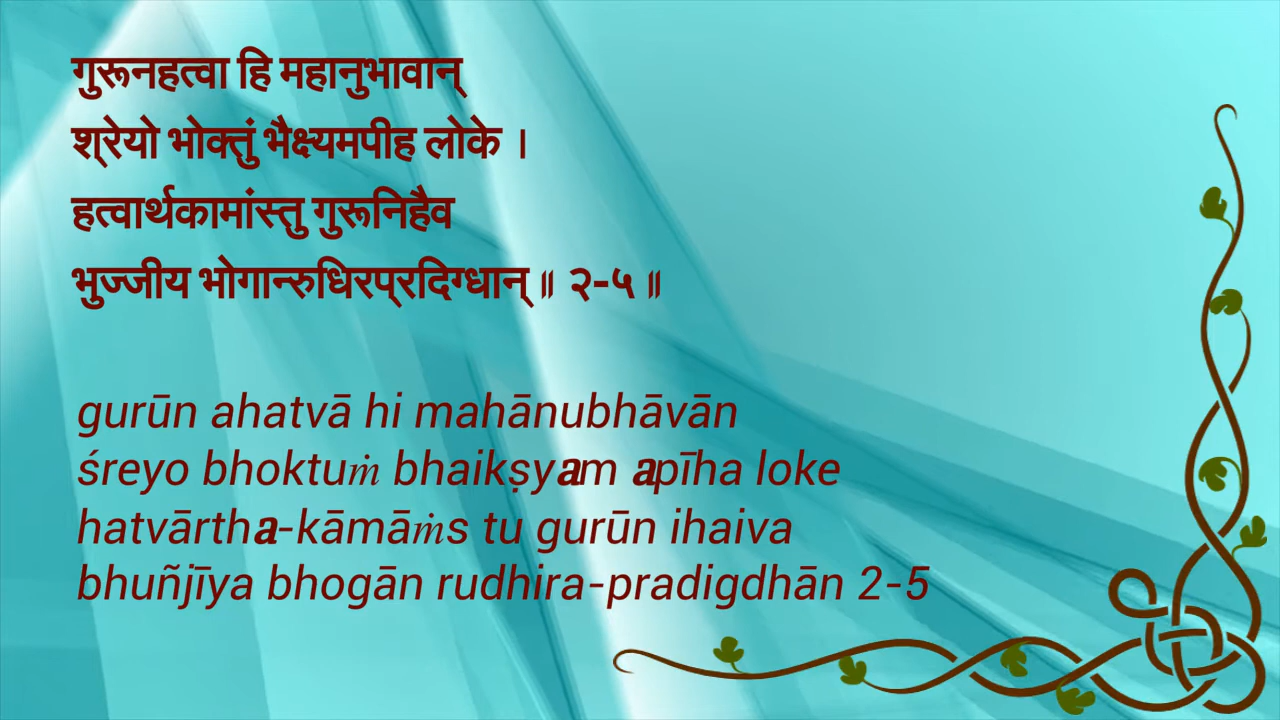 गुरूनहत्वा हि महानुभावान्
श्रेयो भोक्तुं भैक्ष्यमपीह लोके ।
हत्वार्थकामांस्तु गुरूनिहैव
भुज्जीय भोगान्रुधिरप्रदिग्धान् ॥ २-५ ॥
gurūn ahatvā hi mahānubhāvān
śreyo bhoktuṁ bhaikṣyam apīha loke
hatvārtha-kāmāṁs tu gurūn ihaiva
bhuñjīya bhogān rudhira-pradigdhān 2-5